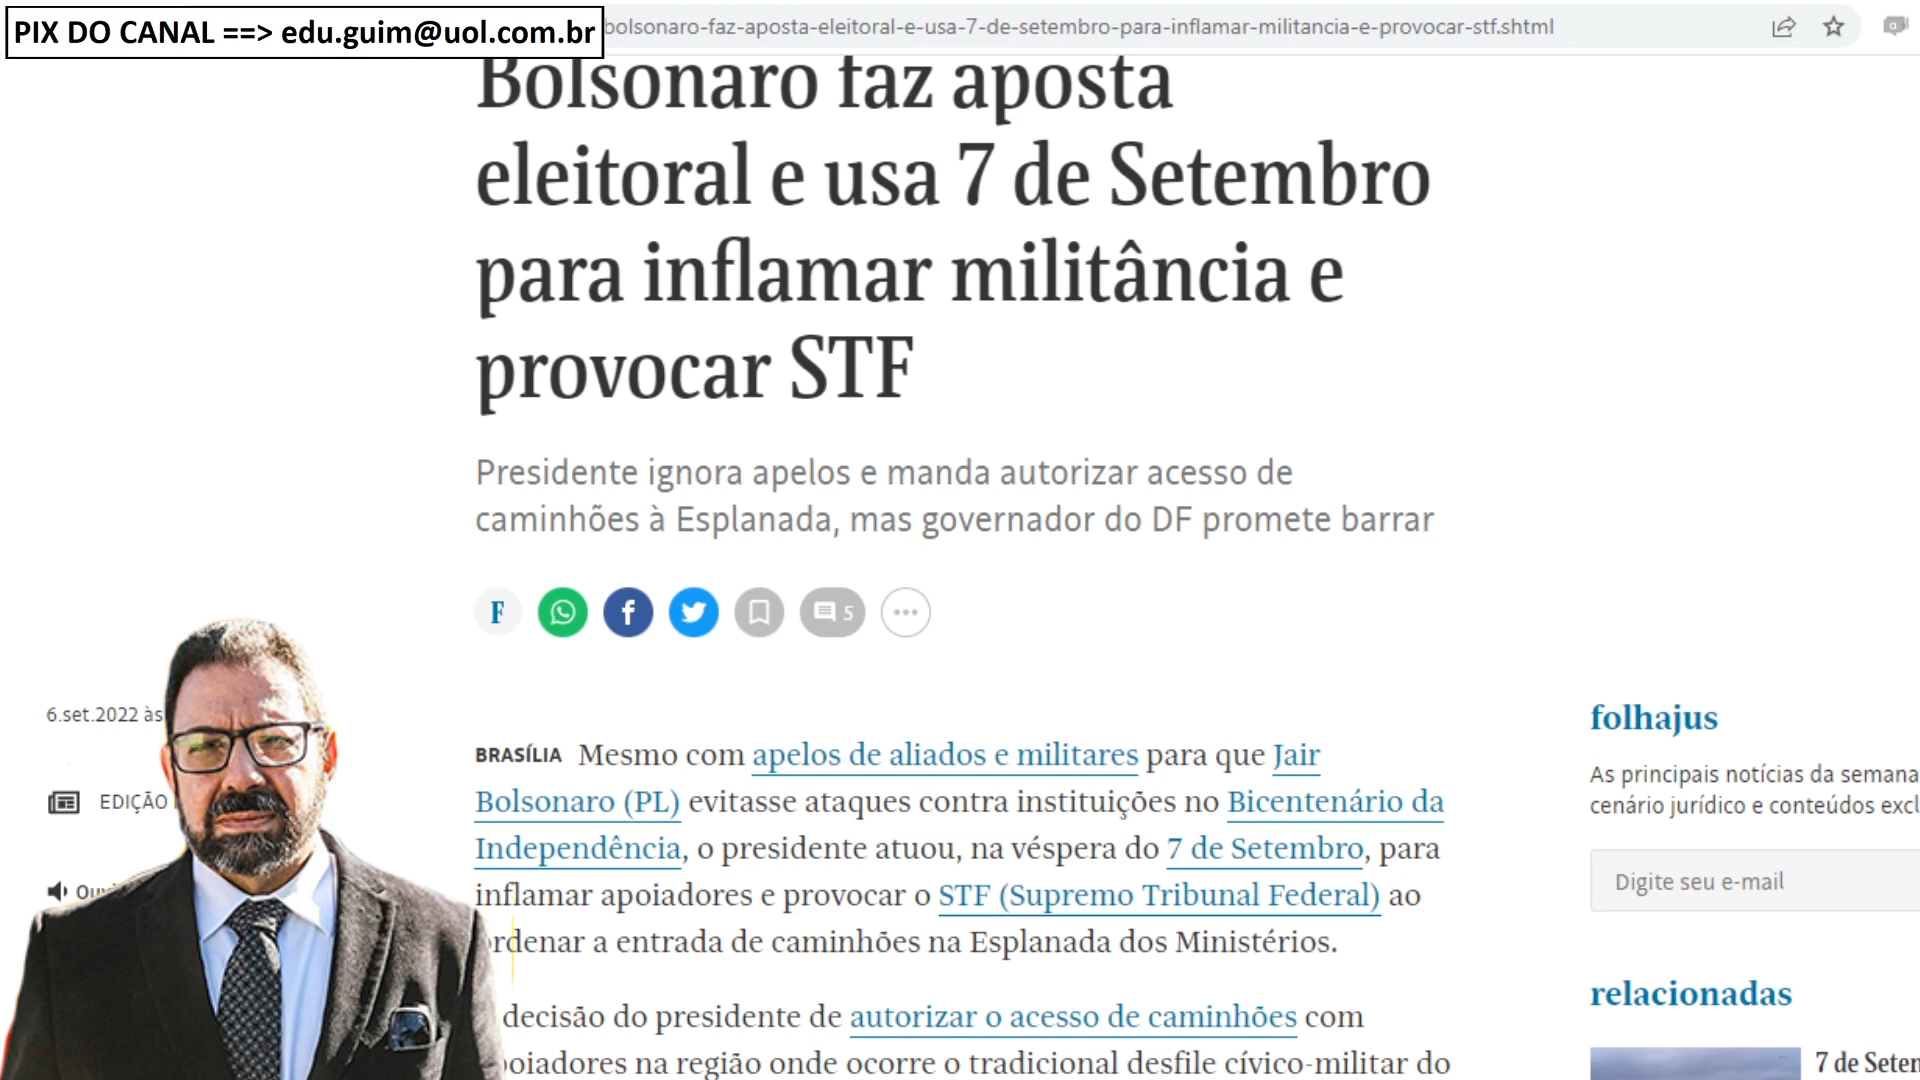 PIX DO CANAL ==> edu.guim@uol.com.br
bolsonaro-faz-aposta-eleitoral-e-usa-7-de-setembro-para-inflamar-militancia-e-provocar-stf.shtml
Bolsonaro faz aposta
eleitoral e usa 7 de Setembro
para inflamar militância e
provocar STF
Presidente ignora apelos e manda autorizar acesso de
caminhões à Esplanada, mas governador do DF promete barrar
F
5
6.set.2022 às
EDIÇÃO
BRASÍLIA Mesmo com apelos de aliados e militares para que Jair
Bolsonaro (PL) evitasse ataques contra instituições no Bicentenário da
Independência, o presidente atuou, na véspera do 7 de Setembro, para
inflamar apoiadores e provocar o STF (Supremo Tribunal Federal) ao
rdenar a entrada de caminhões na Esplanada dos Ministérios.
decisão do presidente de autorizar o acesso de caminhões com
poiadores na região onde ocorre o tradicional desfile cívico-militar do
folhajus
As principais notícias da semana
cenário jurídico e conteúdos excl
Digite seu e-mail
relacionadas
7 de Seten